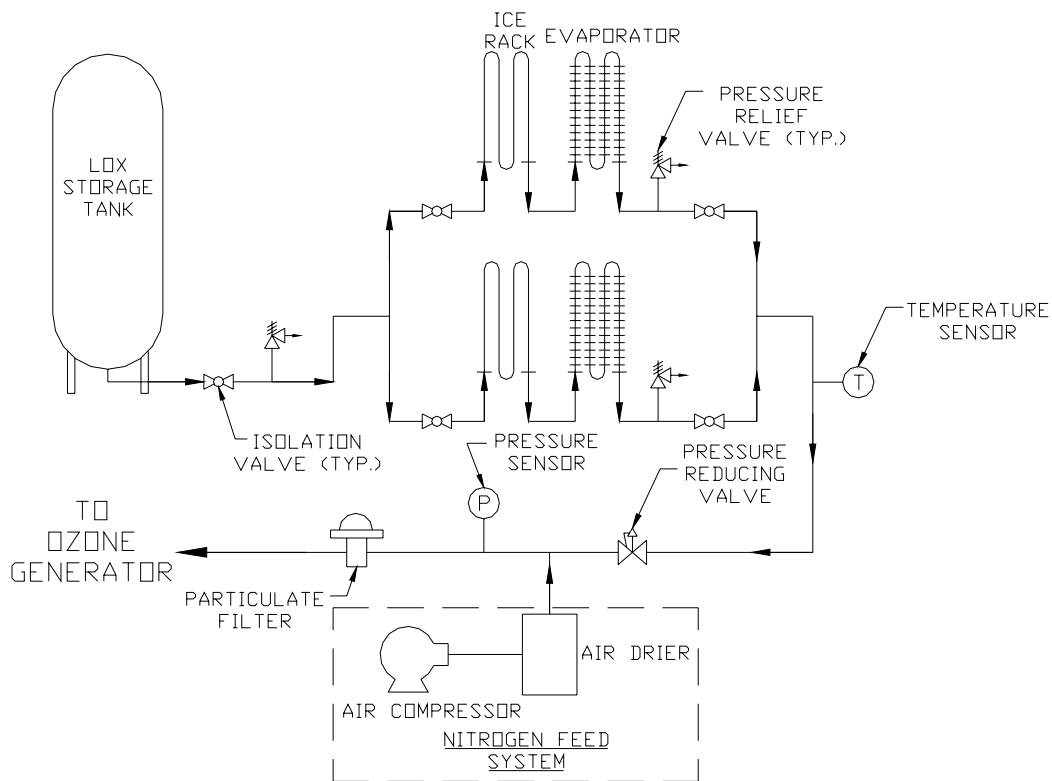 ICE
RACK
EVAPORATOR
PRESSURE
RELIEF
VALVE (TYP.)
LOX
STORAGE
TANK
TEMPERATURE
SENSOR
T
ISOLATION
VALVE (TYP.)
PRESSURE
SENSOR
P
PRESSURE
REDUCING
VALVE
TO
OZONE
GENERATOR
PARTICULATE
FILTER
AIR DRIER
AIR COMPRESSOR
NITROGEN FEED
SYSTEM